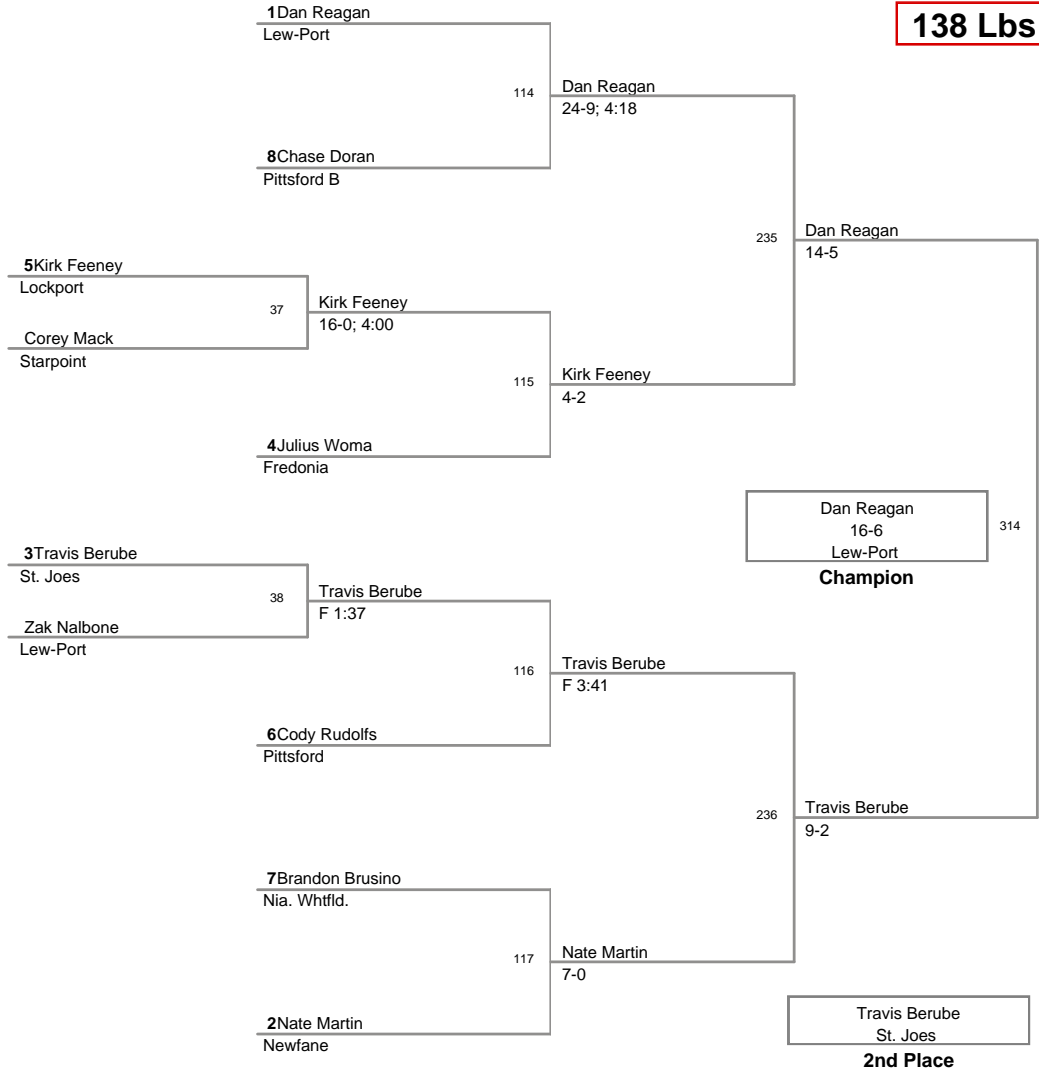 138 Lbs
1Dan Reagan
Lew-Port
114
Dan Reagan
24-9; 4:18
8Chase Doran
Pittsford B
235
Dan Reagan
14-5
5Kirk Feeney
Lockport
37
Kirk Feeney
16-0; 4:00
Corey Mack
Starpoint
115
Kirk Feeney
4-2
4Julius Woma
Fredonia
Dan Reagan
16-6
Lew-Port
314
Champion
3Travis Berube
St. Joes
38
Travis Berube
F 1:37
Zak Nalbone
Lew-Port
116
Travis Berube
F 3:41
6Cody Rudolfs
Pittsford
236
Travis Berube
9-2
7Brandon Brusino
Nia. Whtfld.
117
Nate Martin
7-0
2Nate Martin
Newfane
Travis Berube
St. Joes
2nd Place